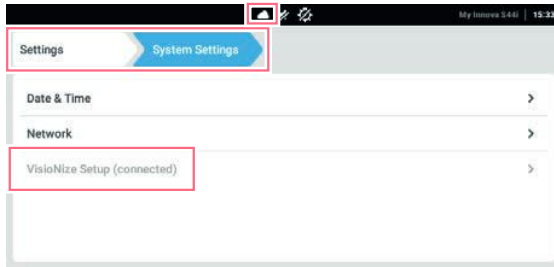 My Innova S44i | 15:33
Settings
System Settings
Date & Time
Network
VisioNize Setup (connected)